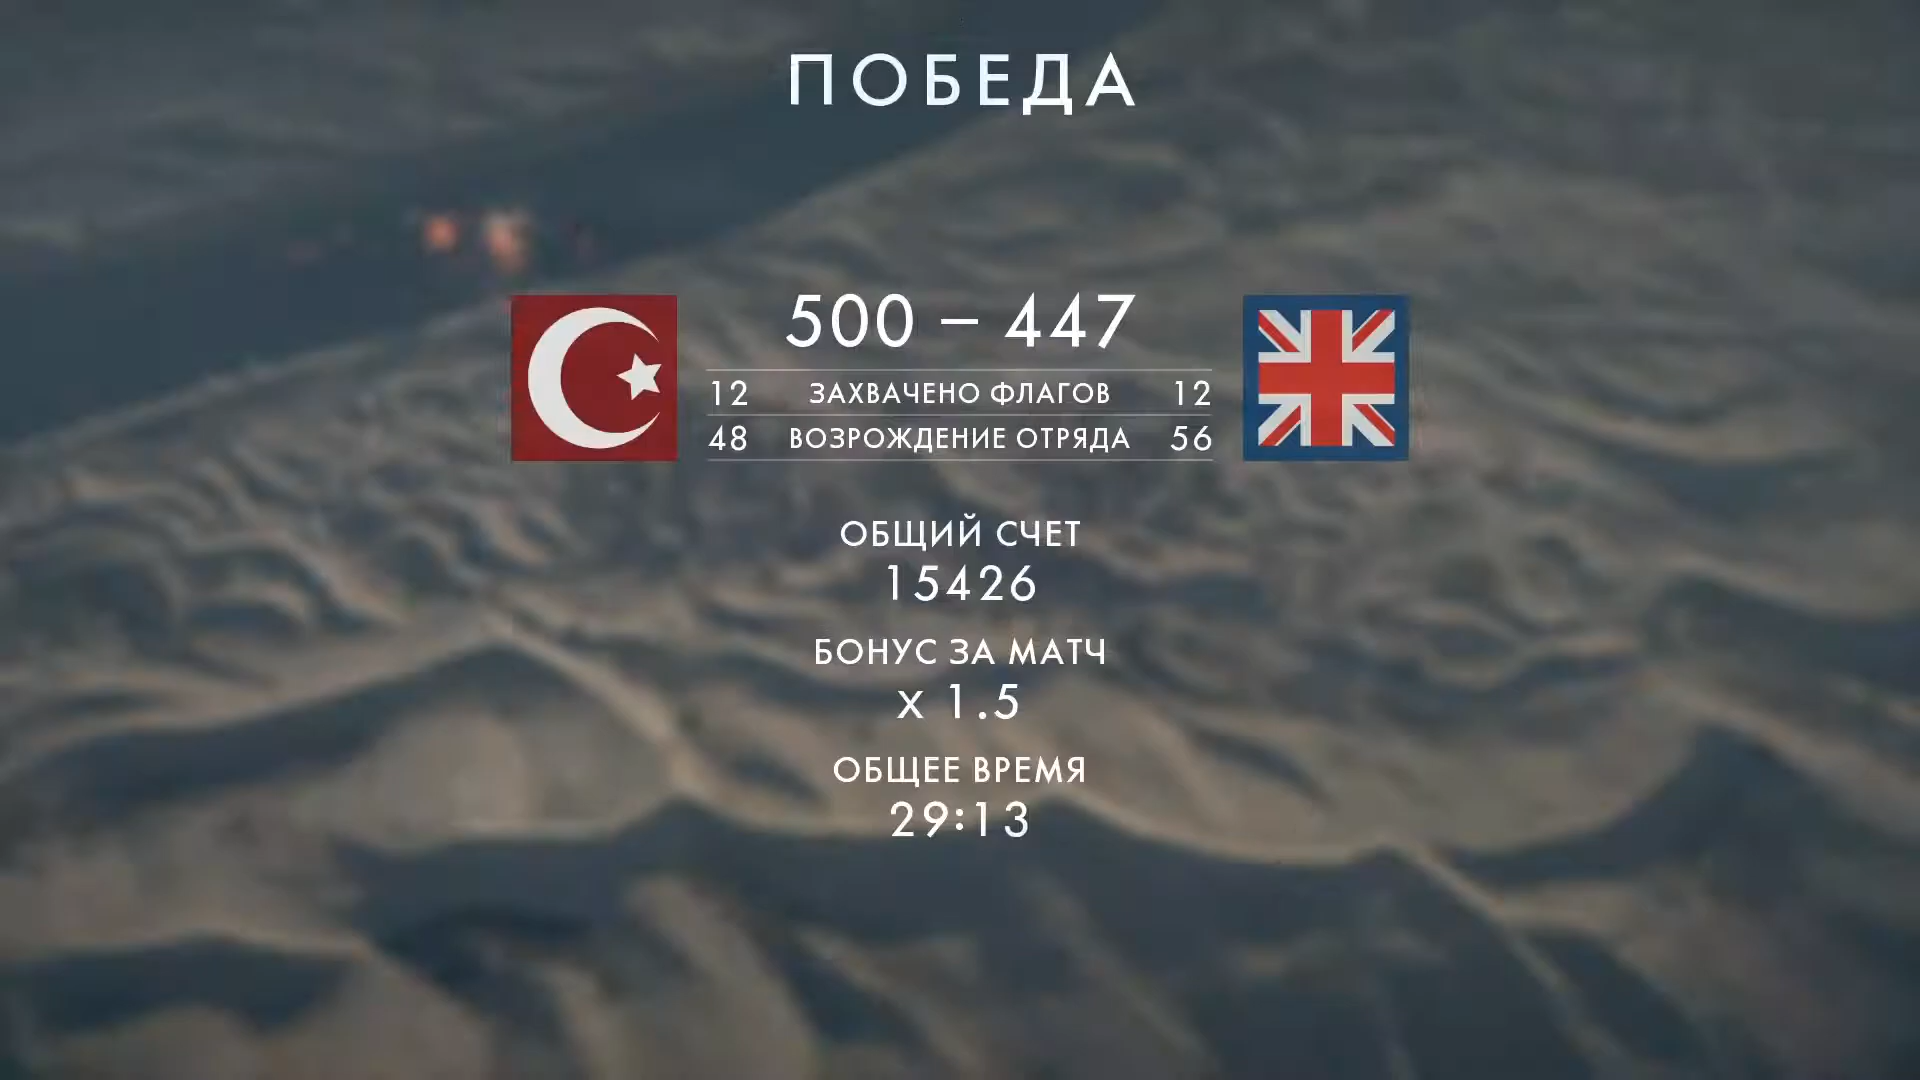 ПОБЕДА
500 – 447
12 ЗАХВАЧЕНО ФЛАГОВ 12
48 ВОЗРОЖДЕНИЕ ОТРЯДА 56
ОБЩИЙ СЧЕТ
15426
БОНУС ЗА МАТЧ
x 1.5
ОБЩЕЕ ВРЕМЯ
29:13